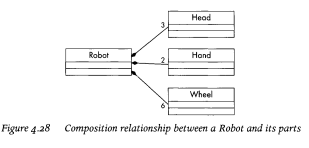 Head
3
Robot
Hand
2
Wheel
6
Figure 4.28 Composition relationship between a Robot and its parts